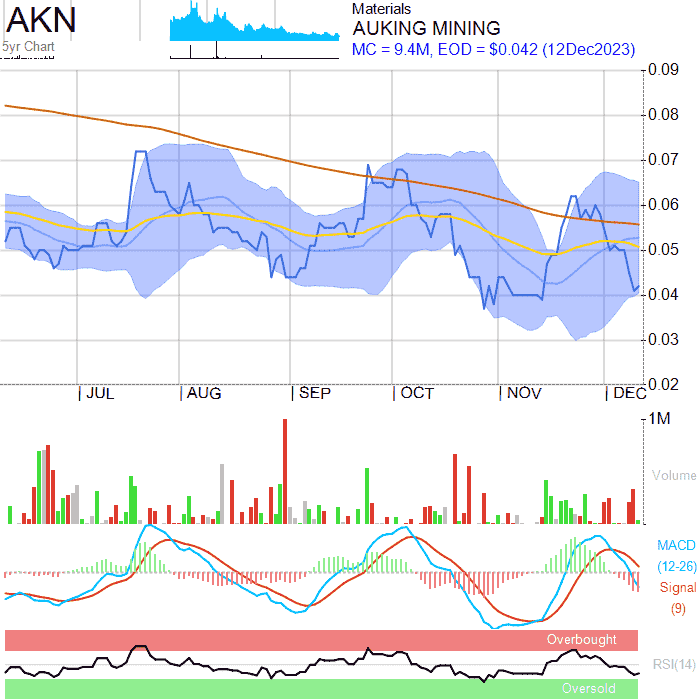 AKN
Materials
AUKING MINING
5yr Chart
MC = 9.4M, EOD = $0.042 (12Dec2023)
0.09
0.08
0.07
0.06
0.05
0.04
0.03
0.02
JUL AUG SEP OCT NOV DEC
1M
Volume
MACD
(12-26)
Signal
(9)
Overbought
RSI(14)
Oversold